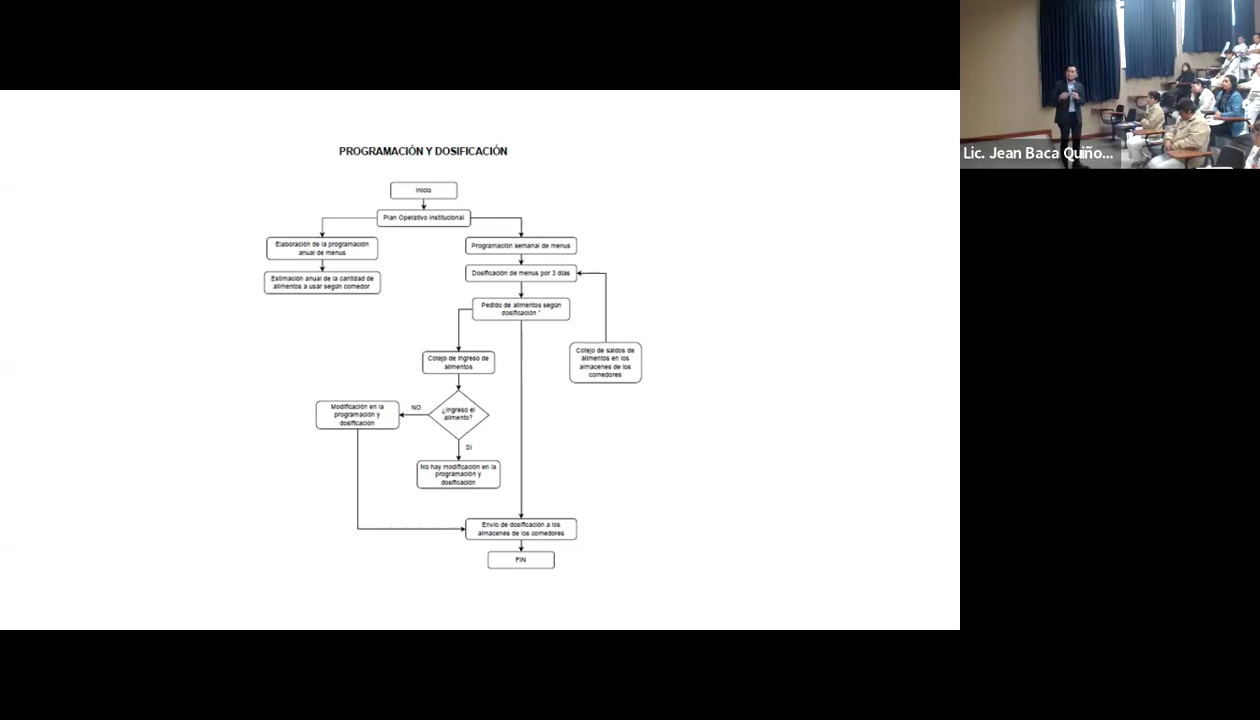 PROGRAMACIÓN Y DOSIFICACIÓN
Inicio
Plan Operativo Institucional
Elaboración de la programación
anual de menus
Estimación anual de la cantidad de
alimentos a usar según comedor
Programación semanal de menus
Dosificación de menus por 3 días
Pedido de alimentos según
dosificación *
Cotejo de saldos de
alimentos en los
almacenes de los
comedores
Cotejo de ingreso de
alimentos
¿Ingreso el
alimento?
NO
Modificación en la
programación y
dosificación
SI
No hay modificación en la
programación y
dosificación
Envío de dosificación a los
almacenes de los comedores
FIN
Lic. Jean Baca Quiño...